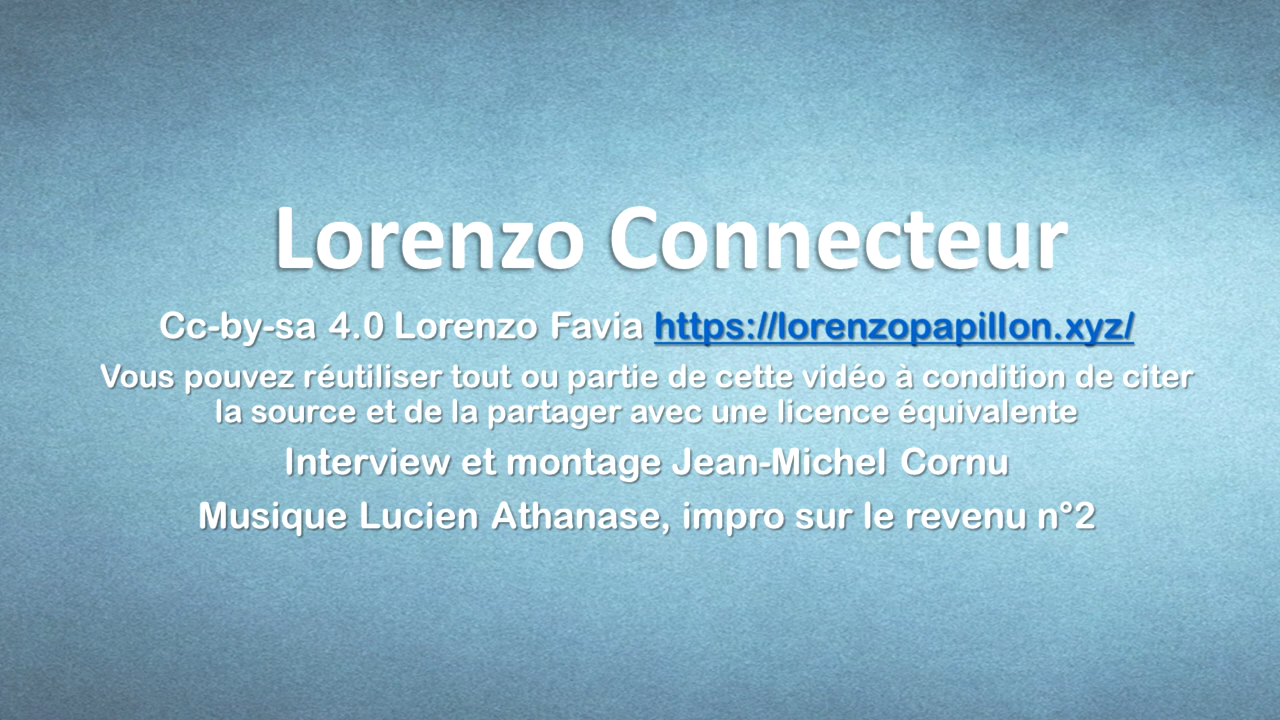 Lorenzo Connecteur
Cc-by-sa 4.0 Lorenzo Favia https://lorenzopapillon.xyz/
Vous pouvez réutiliser tout ou partie de cette vidéo à condition de citer
la source et de la partager avec une licence équivalente
Interview et montage Jean-Michel Cornu
Musique Lucien Athanase, impro sur le revenu n°2